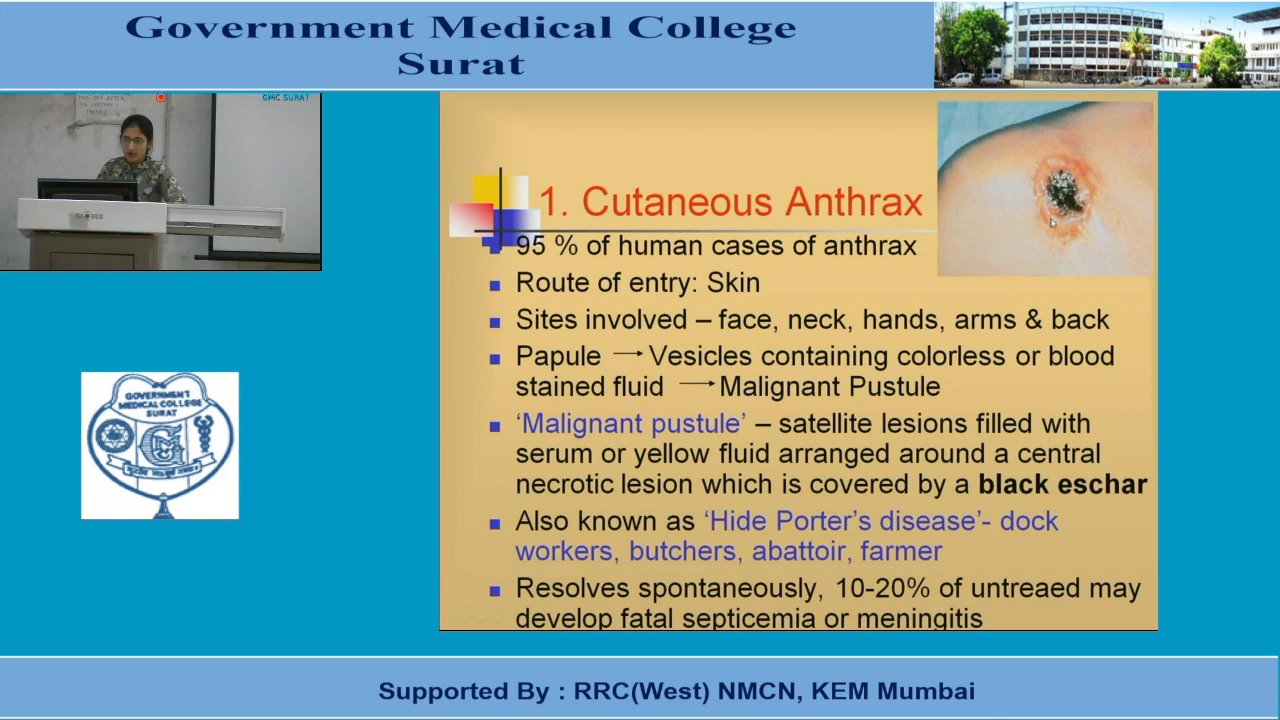 Government Medical College
Surat
GMC SURAT
GLOBUS
GOVERNMENT
MEDICAL COLLEGE
SURAT
1. Cutaneous Anthrax
95 % of human cases of anthrax
Route of entry: Skin
Sites involved – face, neck, hands, arms & back
Papule → Vesicles containing colorless or blood
stained fluid → Malignant Pustule
‘Malignant pustule’ – satellite lesions filled with
serum or yellow fluid arranged around a central
necrotic lesion which is covered by a black eschar
Also known as ‘Hide Porter’s disease’- dock
workers, butchers, abattoir, farmer
Resolves spontaneously, 10-20% of untreaed may
develop fatal septicemia or meningitis
Supported By : RRC(West) NMCN, KEM Mumbai